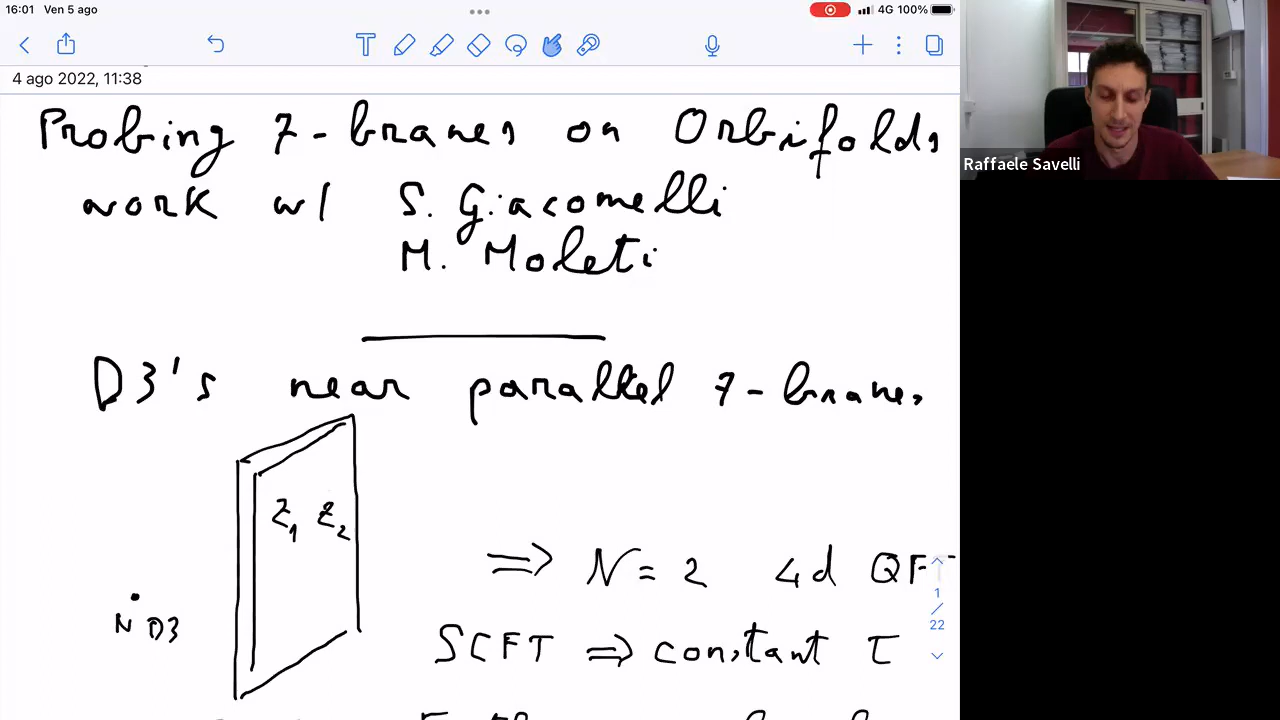 16:01 Ven 5 ago
4G 100%
4 ago 2022, 11:38
Raffaele Savelli
Probing 7-branes on Orbifolds
work w/ S. Giacomelli
M. Moleti
D3's near parallel 7-branes
Z1 Z2
⇒ N=2 4d QFT
1
/
22
N D3
SCFT ⇒ constant τ